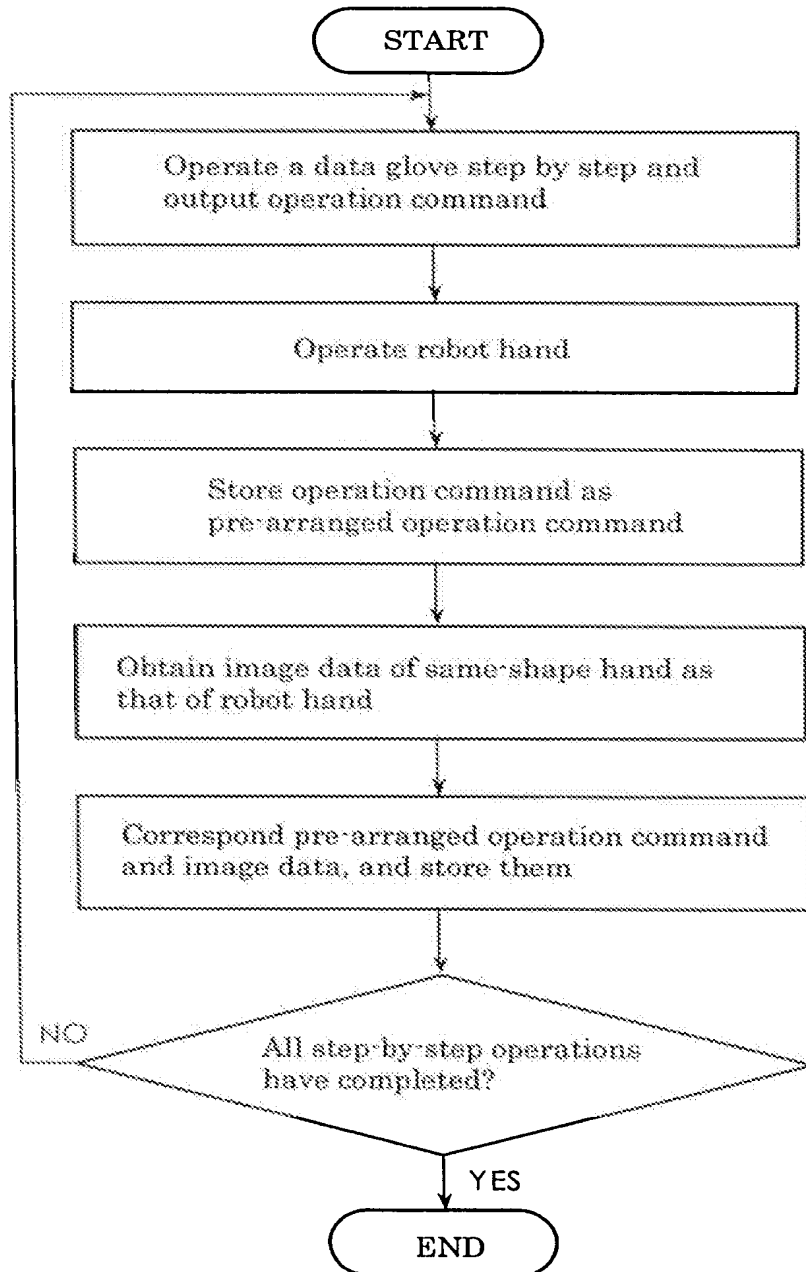 START
Operate a data glove step by step and
output operation command
Operate robot hand
Store operation command as
pre-arranged operation command
Obtain image data of same-shape hand as
that of robot hand
Correspond pre-arranged operation command
and image data, and store them
NO
All step-by-step operations
have completed?
YES
END